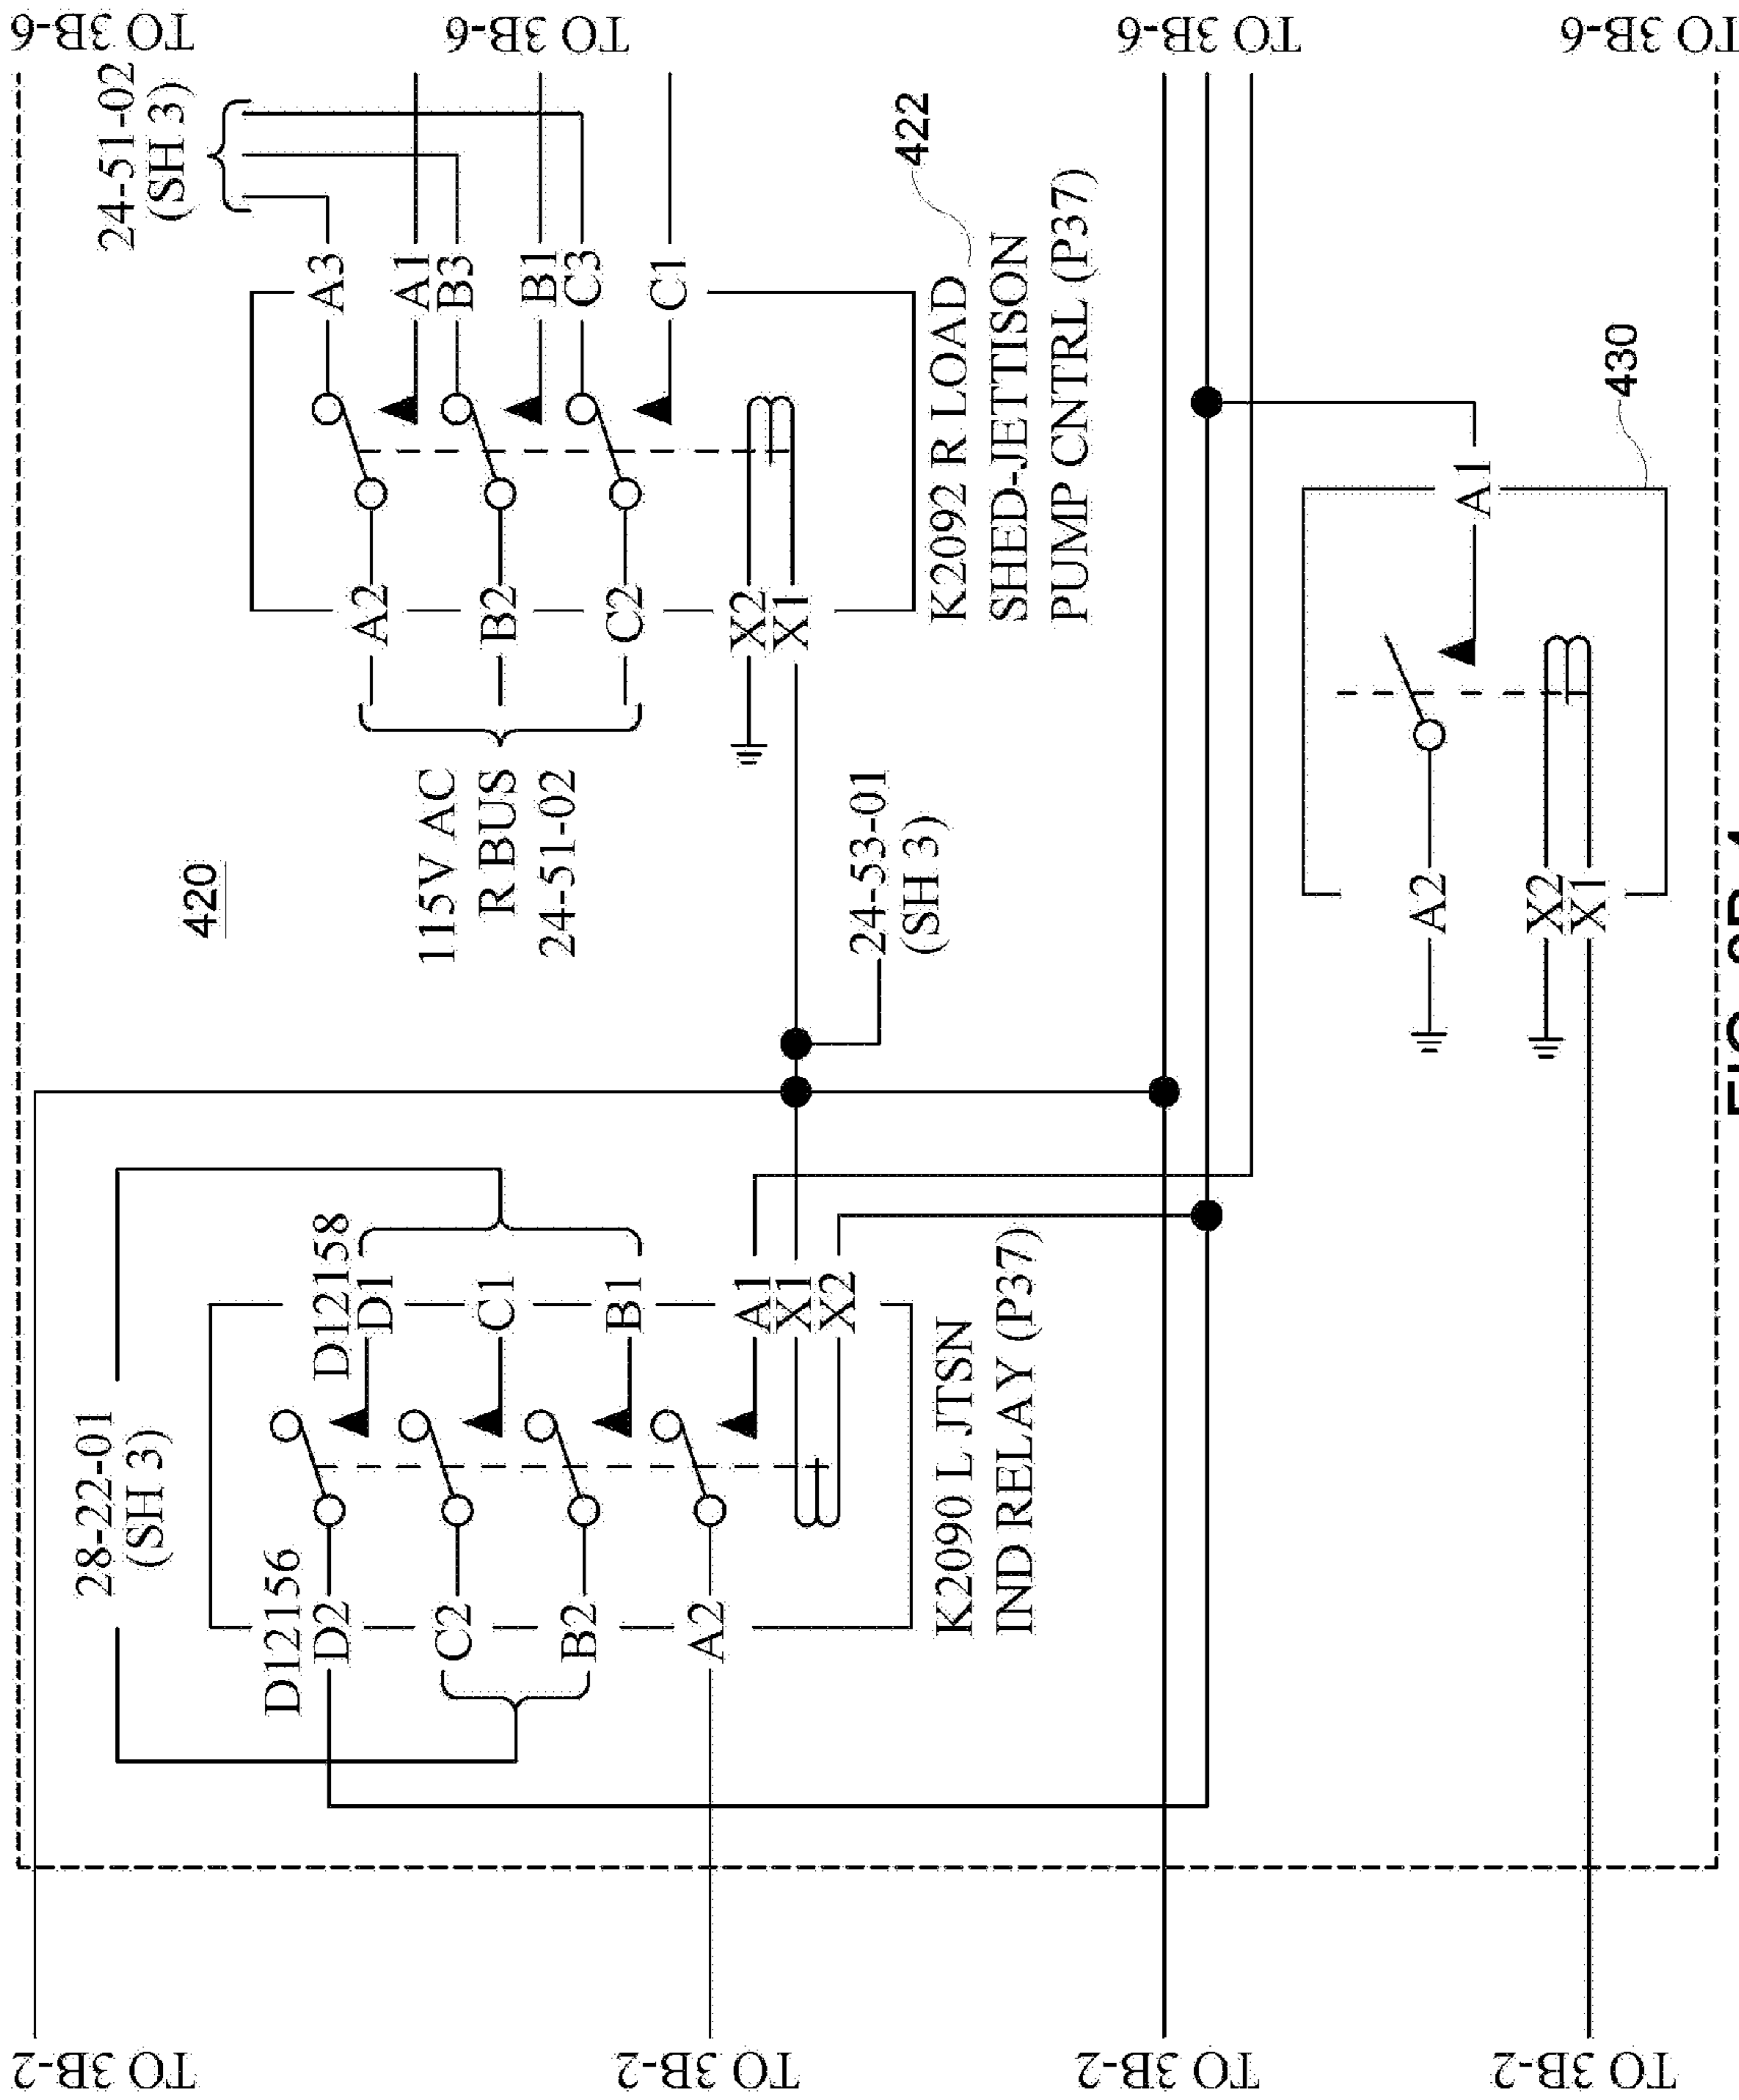 TO 3B-2
TO 3B-2
TO 3B-2
TO 3B-2
28-22-01
(SH 3)
D12156
D2
C2
B2
A2
D12158
D1
C1
B1
A1
X1
X2
K2090 L JTSN
IND RELAY (P37)
420
115V AC
R BUS
24-51-02
24-53-01
(SH 3)
A2
B2
C2
X2
X1
24-51-02
(SH 3)
A3
A1
B3
B1
C3
C1
K2092 R LOAD
SHED-JETTISON
PUMP CNTRL (P37)
422
A2
X2
X1
A1
430
TO 3B-6
TO 3B-6
TO 3B-6
TO 3B-6